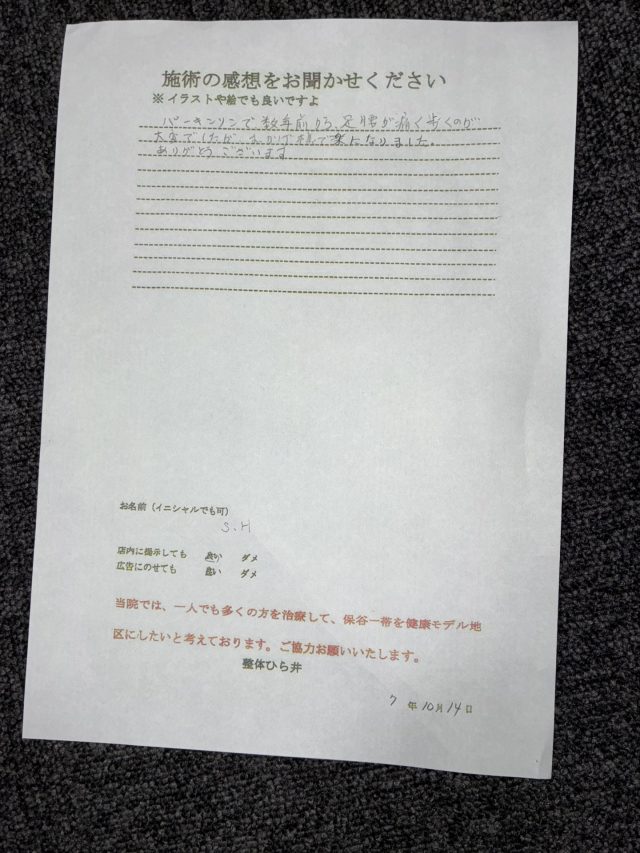 施術の感想をお聞かせください
※イラストや絵でも良いですよ
パーキンソンで数年前から足腰が痛く歩くのが
大変でしたが おかげ様で楽になりました。
ありがとうございます
お名前（イニシャルでも可）
S.H
店内に掲示しても 良い ダメ
広告にのせても 良い ダメ
当院では、一人でも多くの方を治療して、保谷一帯を健康モデル地
区にしたいと考えております。ご協力お願いいたします。
整体ひら井
7 年 10 月 14 日